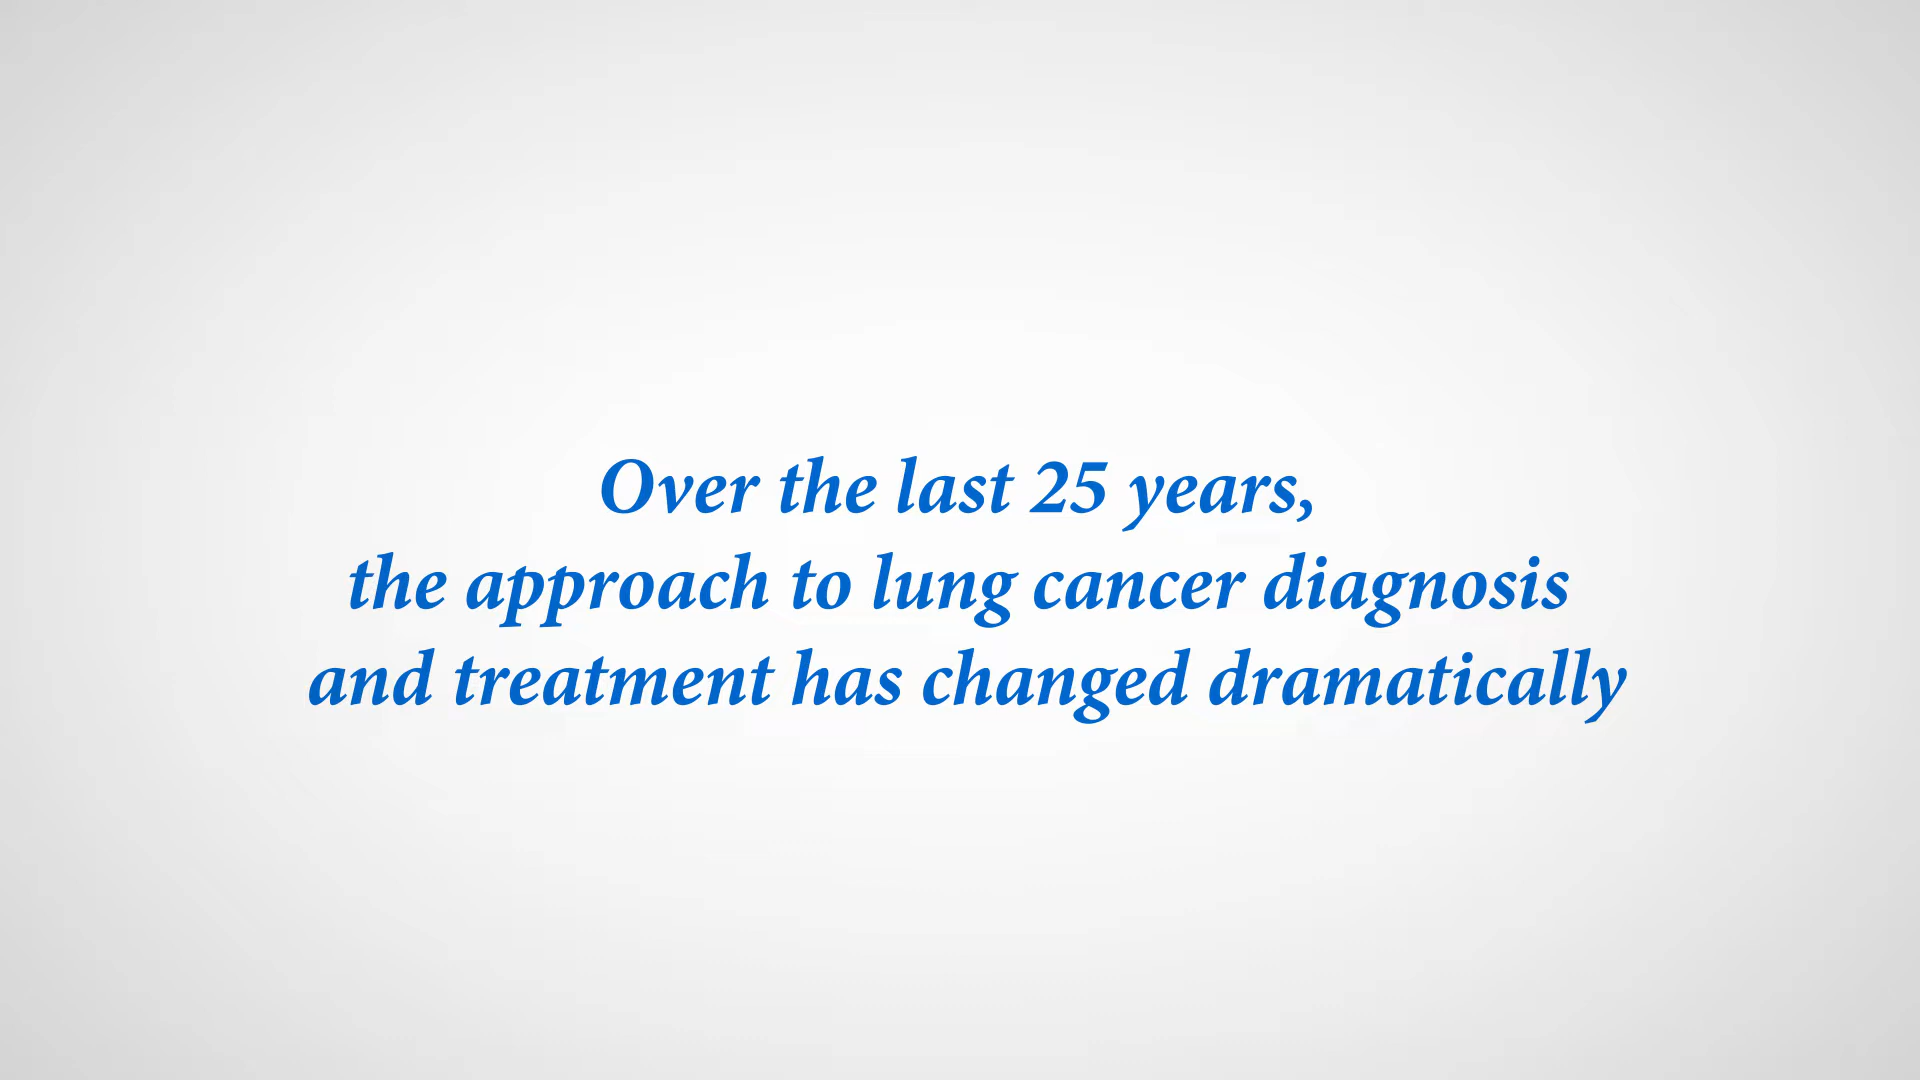 Over the last 25 years,
the approach to lung cancer diagnosis
and treatment has changed dramatically